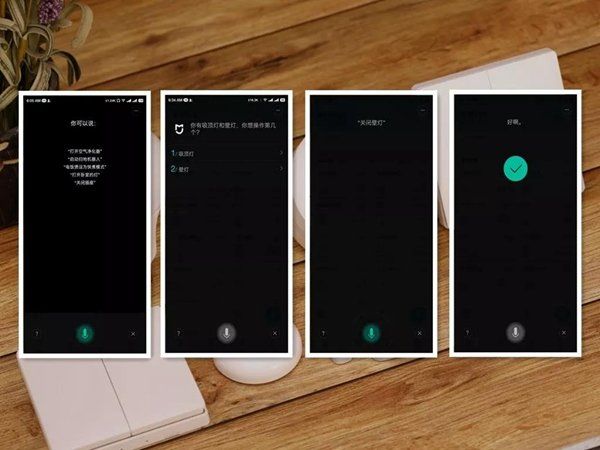 你可以说:
“打开空气净化器”
“启动扫地机器人”
“电饭煲设为快煮模式”
“打开卧室的灯”
“关闭插座”
?
9:34 AM
你有吸顶灯和壁灯，你想操作第几
个?
1/ 吸顶灯
2/ 壁灯
?
“关闭壁灯”
?
好啊。
?